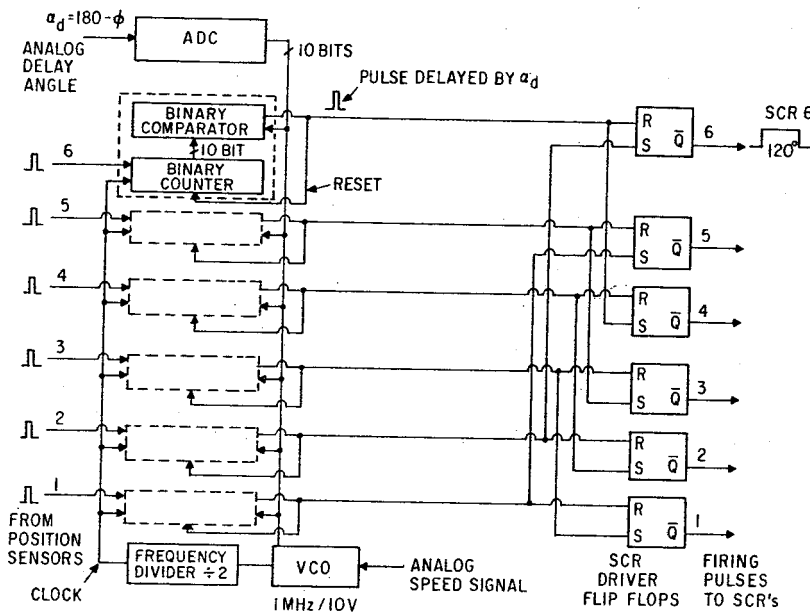 αd=180-ϕ
ANALOG
DELAY
ANGLE
ADC
10 BITS
PULSE DELAYED BY αd
BINARY
COMPARATOR
10 BIT
BINARY
COUNTER
RESET
6
5
4
3
2
1
FROM
POSITION
SENSORS
CLOCK
FREQUENCY
DIVIDER ÷2
VCO
1MHz/10V
ANALOG
SPEED SIGNAL
R
S
Q̅
6
SCR 6
120°
R
S
Q̅
5
R
S
Q̅
4
R
S
Q̅
3
R
S
Q̅
2
R
S
Q̅
1
SCR
DRIVER
FLIP FLOPS
FIRING
PULSES
TO SCR's